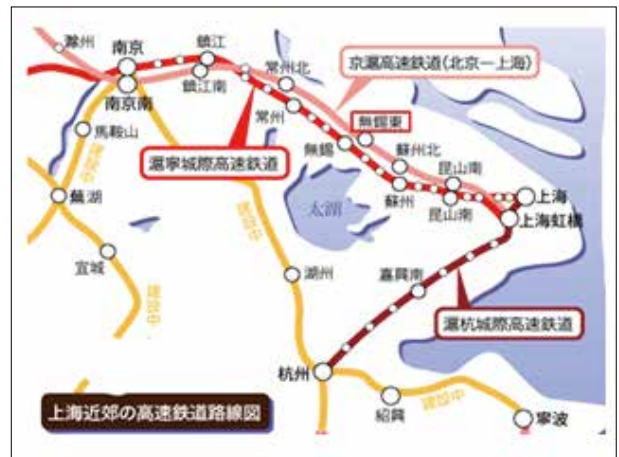 滁州
南京
鎮江
京滬高速鉄道(北京ー上海)
南京南
鎮江南
常州北
常州
無錫東
馬鞍山
建設中
滬寧城際高速鉄道
無錫
蘇州北
昆山南
上海
蕪湖
太湖
蘇州
昆山南
上海虹橋
建設中
宣城
湖州
嘉興南
建設中
滬杭城際高速鉄道
杭州
上海近郊の高速鉄道路線図
紹興
建設中
寧波